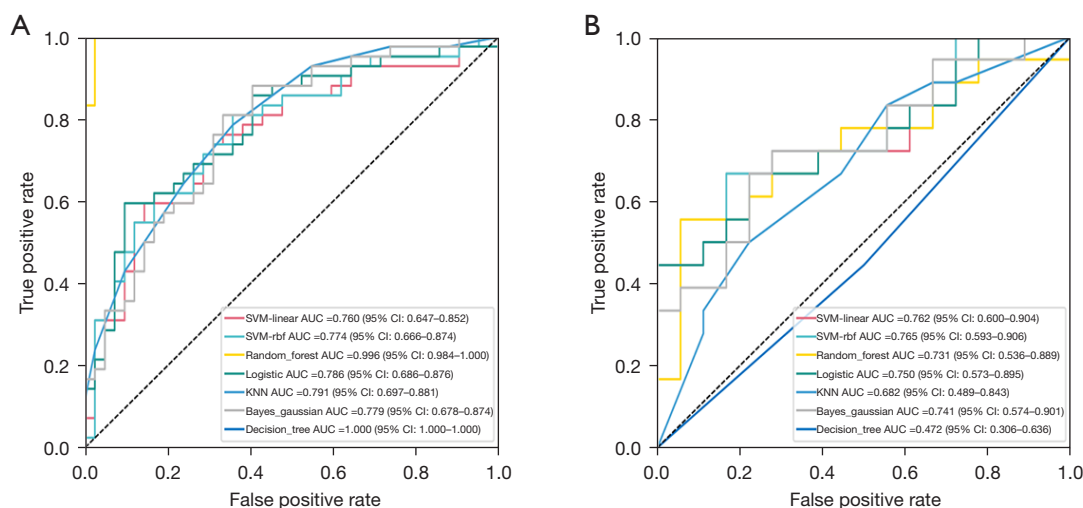 A
1.0
0.8
0.6
0.4
0.2
0.0
True positive rate
SVM-linear AUC =0.760 (95% CI: 0.647–0.852)
SVM-rbf AUC =0.774 (95% CI: 0.666–0.874)
Random_forest AUC =0.996 (95% CI: 0.984–1.000)
Logistic AUC =0.786 (95% CI: 0.686–0.876)
KNN AUC =0.791 (95% CI: 0.697–0.881)
Bayes_gaussian AUC =0.779 (95% CI: 0.678–0.874)
Decision_tree AUC =1.000 (95% CI: 1.000–1.000)
0.0 0.2 0.4 0.6 0.8 1.0
False positive rate
B
1.0
0.8
0.6
0.4
0.2
0.0
True positive rate
SVM-linear AUC =0.762 (95% CI: 0.600–0.904)
SVM-rbf AUC =0.765 (95% CI: 0.593–0.906)
Random_forest AUC =0.731 (95% CI: 0.536–0.889)
Logistic AUC =0.750 (95% CI: 0.573–0.895)
KNN AUC =0.682 (95% CI: 0.489–0.843)
Bayes_gaussian AUC =0.741 (95% CI: 0.574–0.901)
Decision_tree AUC =0.472 (95% CI: 0.306–0.636)
0.0 0.2 0.4 0.6 0.8 1.0
False positive rate